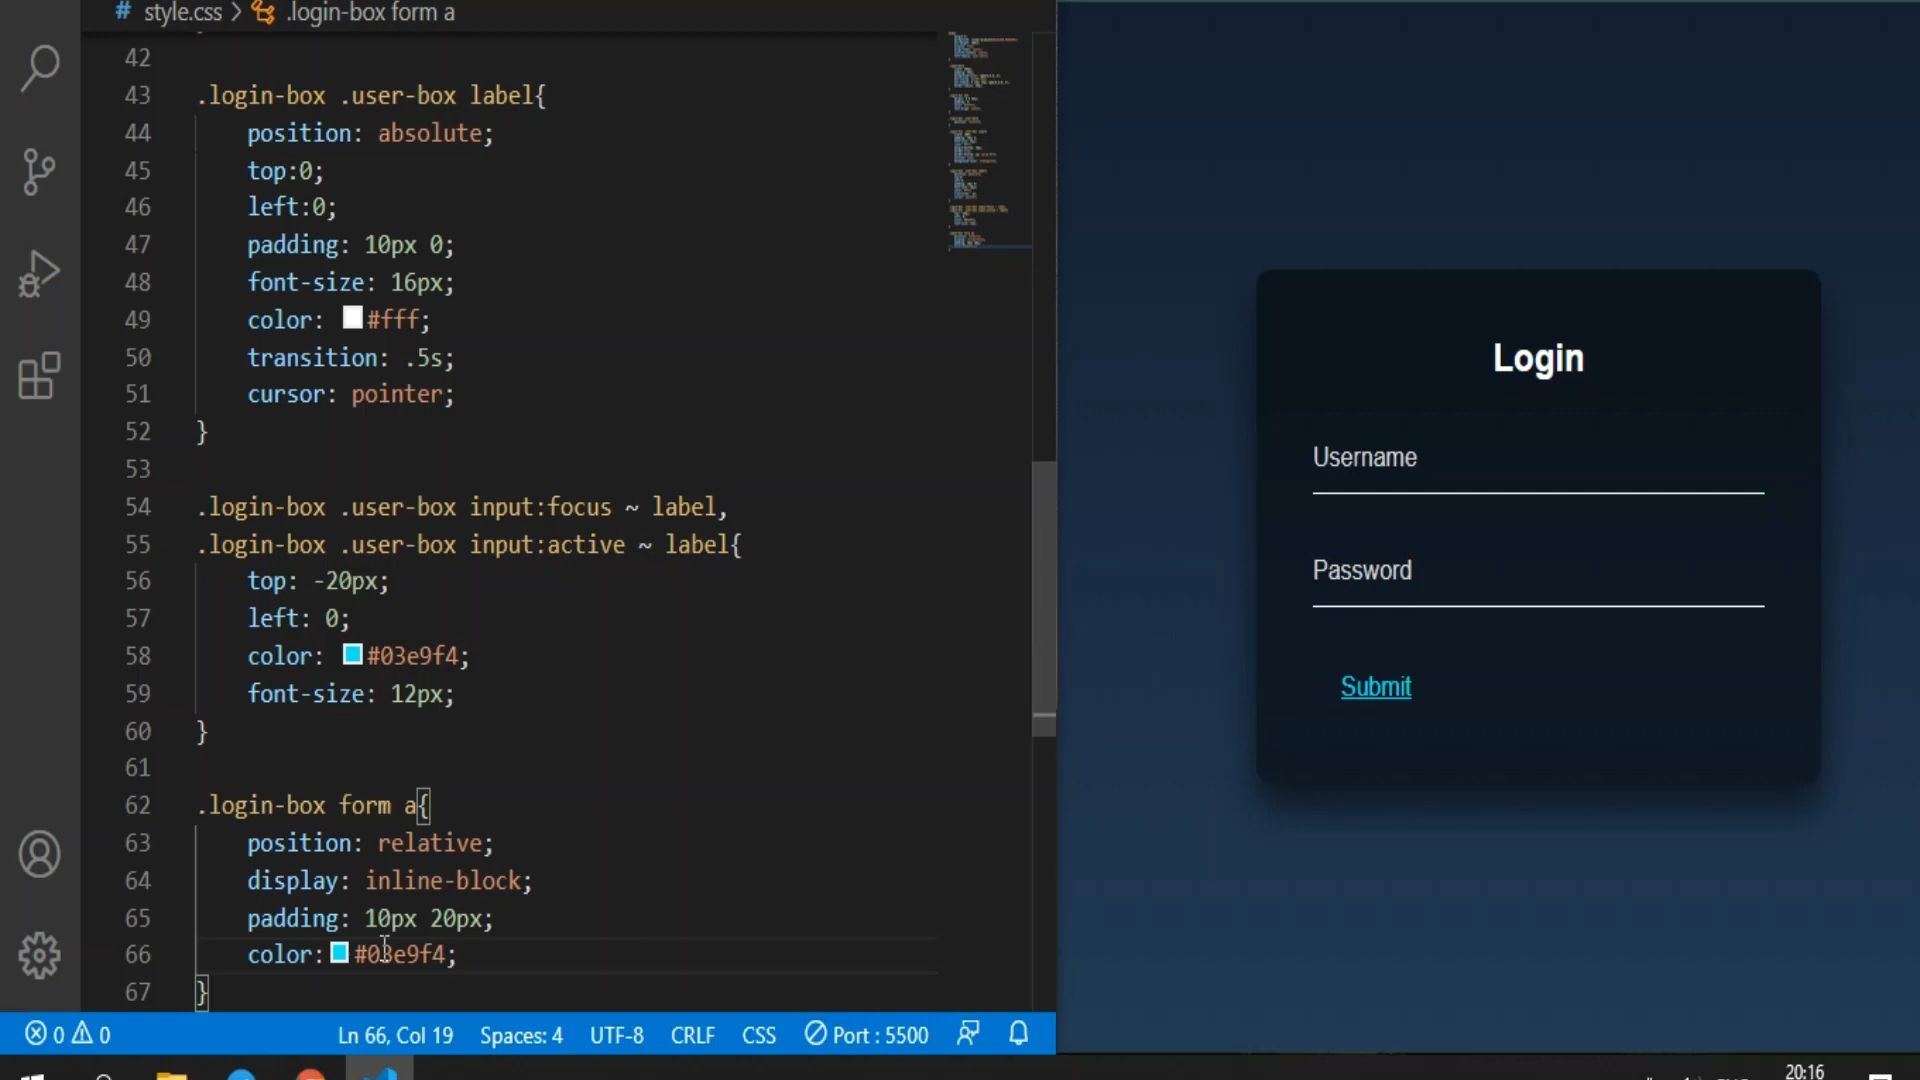 # style.css > .login-box form a
42
43 .login-box .user-box label{
44 position: absolute;
45 top:0;
46 left:0;
47 padding: 10px 0;
48 font-size: 16px;
49 color: #fff;
50 transition: .5s;
51 cursor: pointer;
52 }
53
54 .login-box .user-box input:focus ~ label,
55 .login-box .user-box input:active ~ label{
56 top: -20px;
57 left: 0;
58 color: #03e9f4;
59 font-size: 12px;
60 }
61
62 .login-box form a{
63 position: relative;
64 display: inline-block;
65 padding: 10px 20px;
66 color: #03e9f4;
67 }
0 0 Ln 66, Col 19 Spaces: 4 UTF-8 CRLF CSS Port : 5500
Login
Username
Password
Submit
20:16